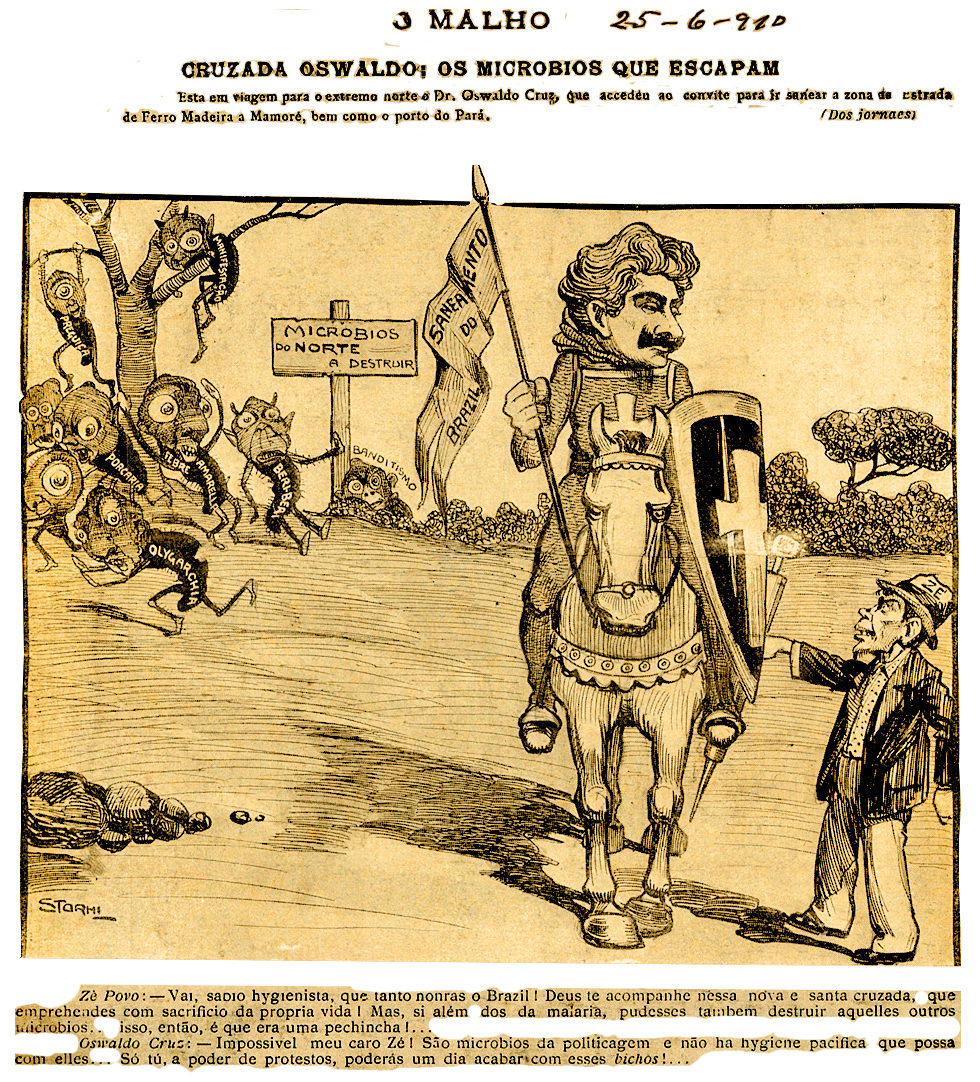 O MALHO 25-6-910
CRUZADA OSWALDO: OS MICROBIOS QUE ESCAPAM
Esta em viagem para o extremo norte o Dr. Oswaldo Cruz, que accedeu ao convite para ir sanear a zona da estrada
de Ferro Madeira a Mamoré, bem como o porto do Pará. (Dos jornaes)
MICROBIOS
DO NORTE
A DESTRUIR
SANEAMENTO
DO
BRAZIL
BANDITISMO
OLYGARCHIA
ZÉ
STORNI
Zè Povo: — Vai, sabio hygienista, que tanto honras o Brazil! Deus te acompanhe nessa nova e santa cruzada, que
emprehendes com sacrificio da propria vida! Mas, si além dos da malaria, pudesses tambem destruir aquelles outros
microbios... isso, então, é que era uma pechincha!...
Oswaldo Cruz: — Impossivel meu caro Zé! São microbios da politicagem e não ha hygiene pacifica que possa
com elles... Só tú, a poder de protestos, poderás um dia acabar com esses bichos!...